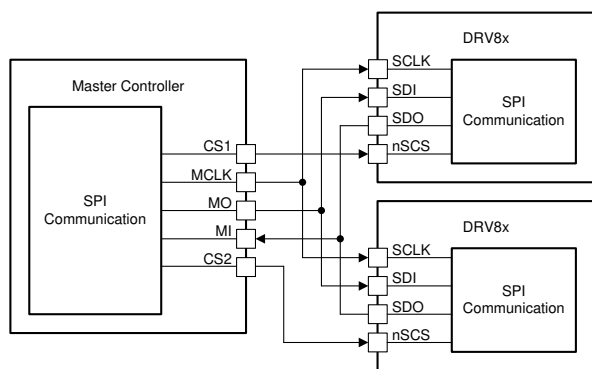 Master Controller
SPI
Communication
CS1
MCLK
MO
MI
CS2
DRV8x
SCLK
SDI
SDO
nSCS
SPI
Communication
DRV8x
SCLK
SDI
SDO
nSCS
SPI
Communication